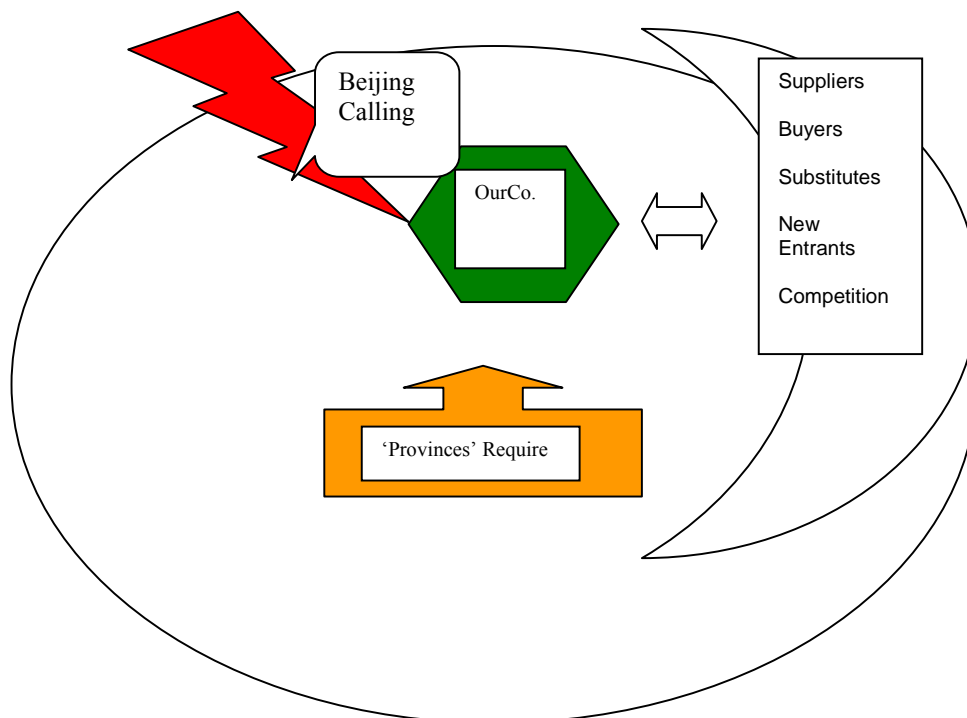 Beijing
Calling
OurCo.
Suppliers
Buyers
Substitutes
New
Entrants
Competition
‘Provinces’ Require